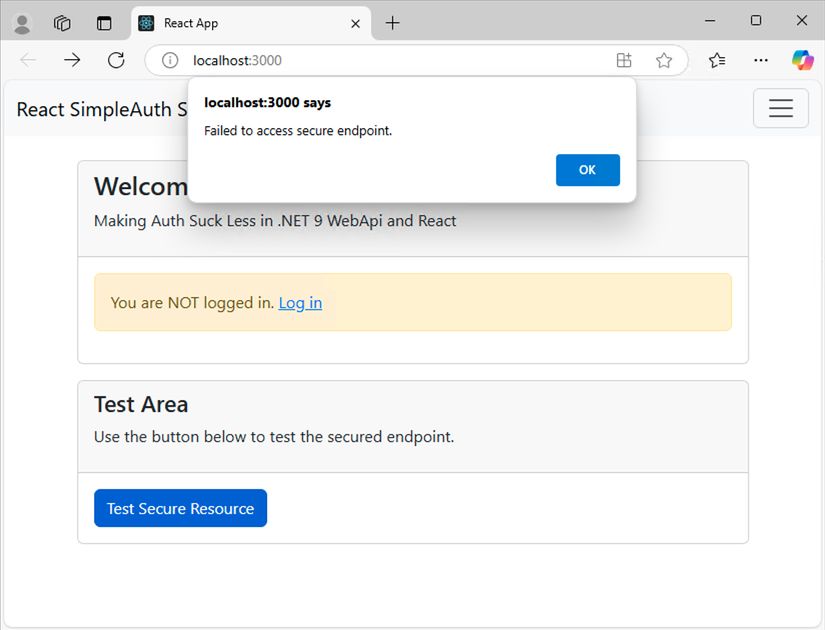 React App
localhost:3000
localhost:3000 says
Failed to access secure endpoint.
OK
React SimpleAuth S
Welcom
Making Auth Suck Less in .NET 9 WebApi and React
You are NOT logged in. Log in
Test Area
Use the button below to test the secured endpoint.
Test Secure Resource